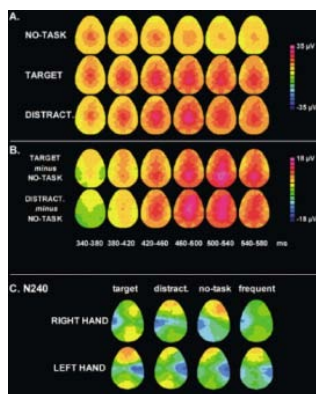 A.
NO-TASK
TARGET
DISTRACT.
35 µV
-35 µV
B.
TARGET
minus
NO-TASK
DISTRACT.
minus
NO-TASK
18 µV
-18 µV
340-380 380-420 420-460 460-500 500-540 540-580 ms
C. N240
target distract. no-task frequent
RIGHT HAND
LEFT HAND